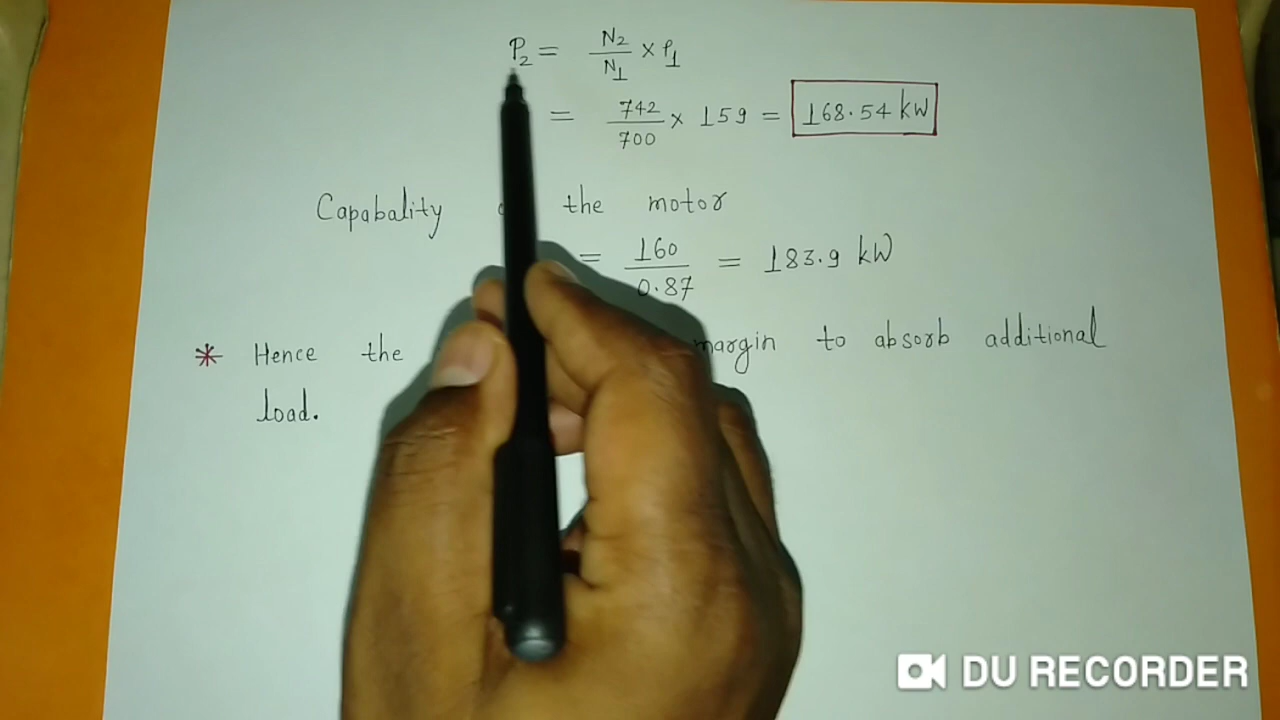 P₂ = N₂/N₁ × P₁
= 742/700 × 159 = 168.54 kW
Capabality the motor
= 160/0.87 = 183.9 kW
* Hence the margin to absorb additional
load.
DU RECORDER